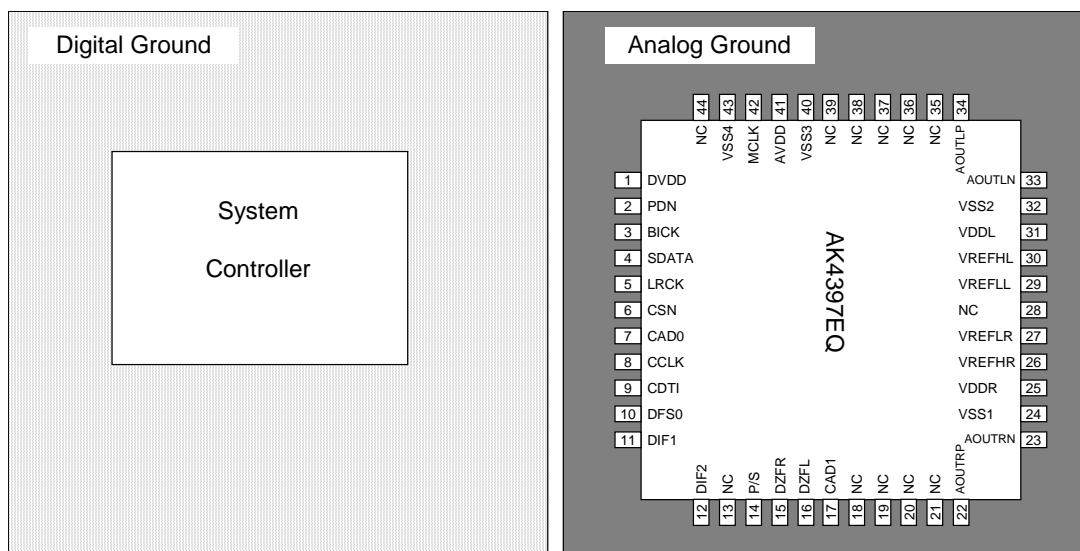 Digital Ground
System
Controller
Analog Ground
44 43 42 41 40 39 38 37 36 35 34
NC VSS4 MCLK AVDD VSS3 NC NC NC NC NC AOUTLP
1 DVDD
2 PDN
3 BICK
4 SDATA
5 LRCK
6 CSN
7 CAD0
8 CCLK
9 CDTI
10 DFS0
11 DIF1
AK4397EQ
AOUTLN 33
VSS2 32
VDDL 31
VREFHL 30
VREFLL 29
NC 28
VREFLR 27
VREFHR 26
VDDR 25
VSS1 24
AOUTRN 23
DIF2 NC P/S DZFR DZFL CAD1 NC NC NC NC AOUTRP
12 13 14 15 16 17 18 19 20 21 22